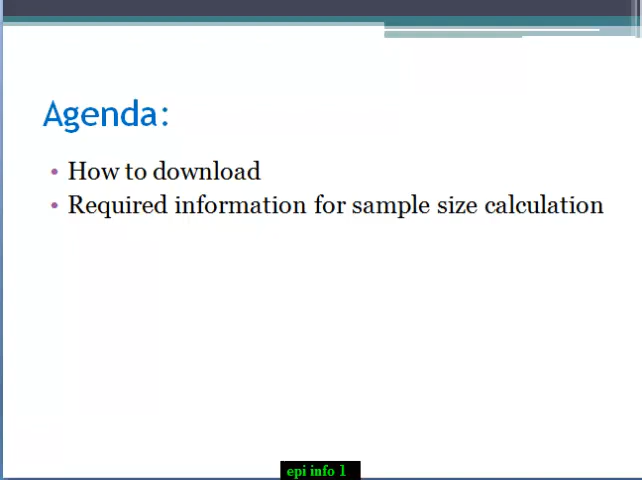 Agenda:
• How to download
• Required information for sample size calculation
epi info 1